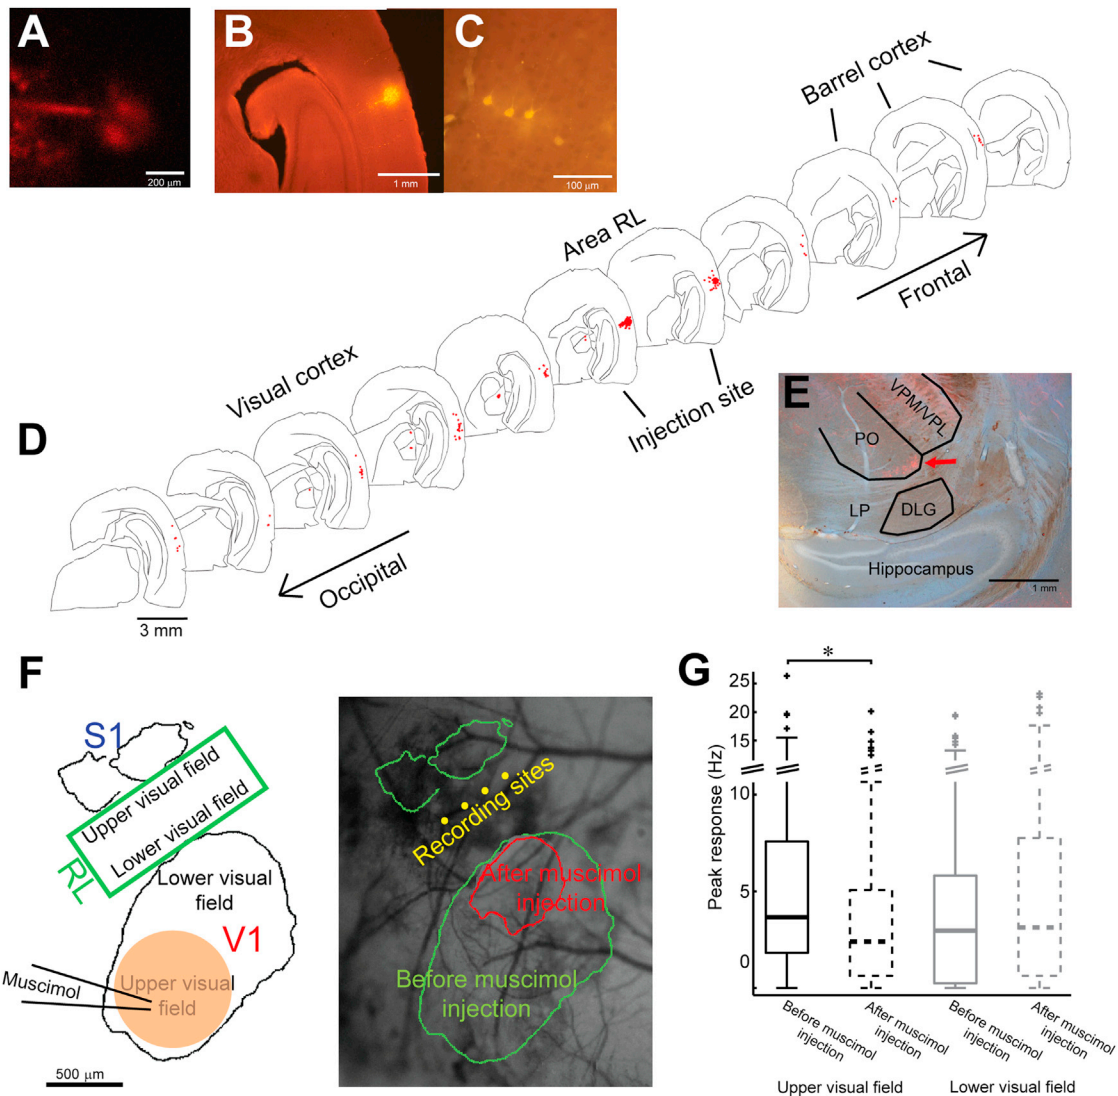 A
200 μm
B
1 mm
C
100 μm
Barrel cortex
Area RL
Frontal
Visual cortex
Injection site
D
Occipital
3 mm
E
VPM/VPL
PO
LP
DLG
Hippocampus
1 mm
F
S1
Upper visual field
Lower visual field
RL
Lower visual
field
V1
Upper visual
field
Muscimol
500 μm
Recording sites
After muscimol
injection
Before muscimol
injection
G
*
Peak response (Hz)
25
20
15
10
5
0
Before muscimol
injection
After muscimol
injection
Before muscimol
injection
After muscimol
injection
Upper visual field
Lower visual field